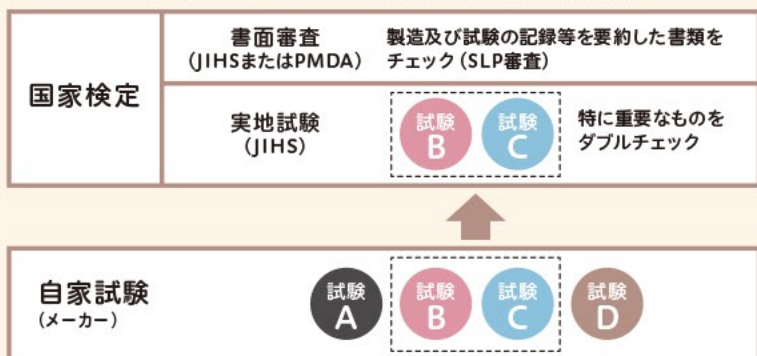 国家検定
書面審査
(JIHSまたはPMDA)
製造及び試験の記録等を要約した書類を
チェック(SLP審査)
実地試験
(JIHS)
試験
B
試験
C
特に重要なものを
ダブルチェック
自家試験
(メーカー)
試験
A
試験
B
試験
C
試験
D